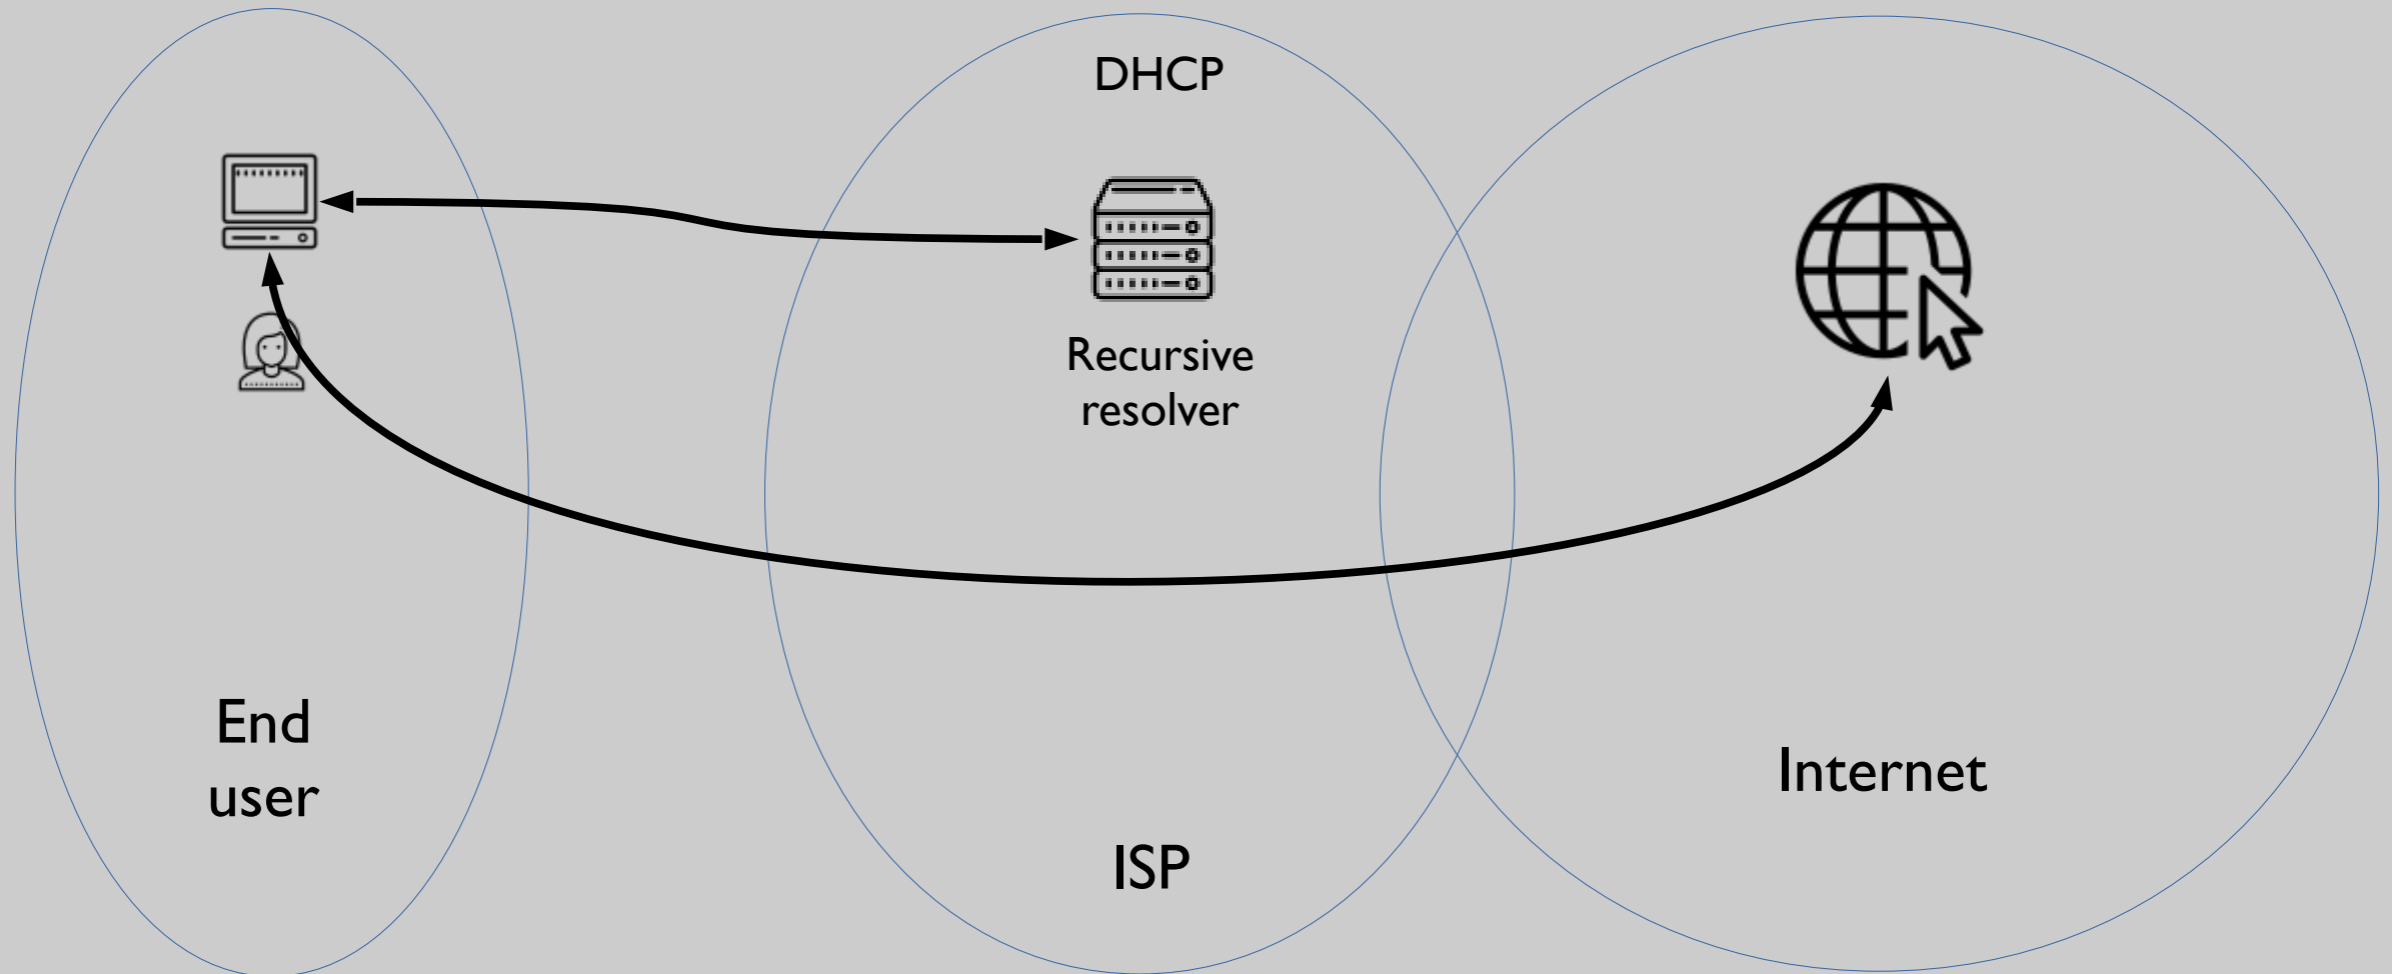 DHCP
Recursive
resolver
End
user
ISP
Internet